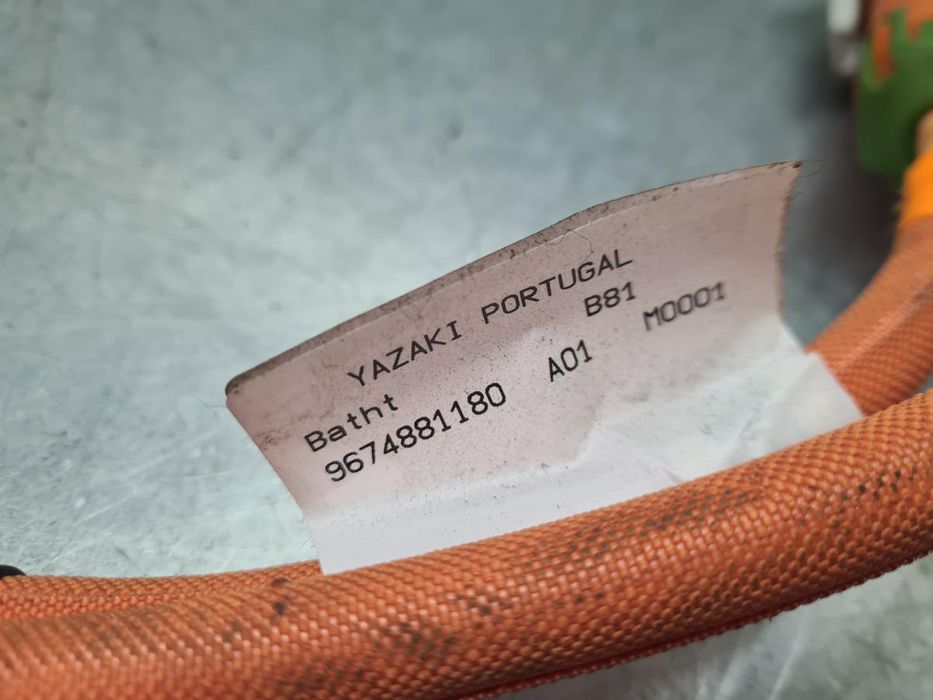 YAZAKI PORTUGAL
Batht B81 M0001
9674881180 A01